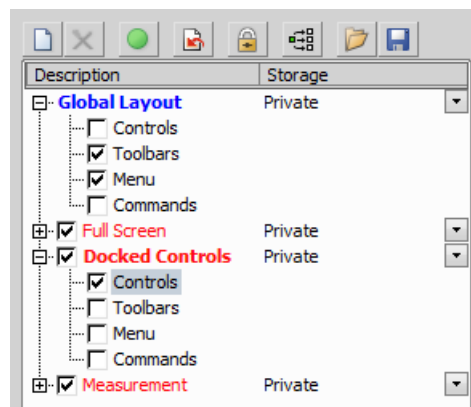 Description Storage
Global Layout Private
Controls
Toolbars
Menu
Commands
Full Screen Private
Docked Controls Private
Controls
Toolbars
Menu
Commands
Measurement Private